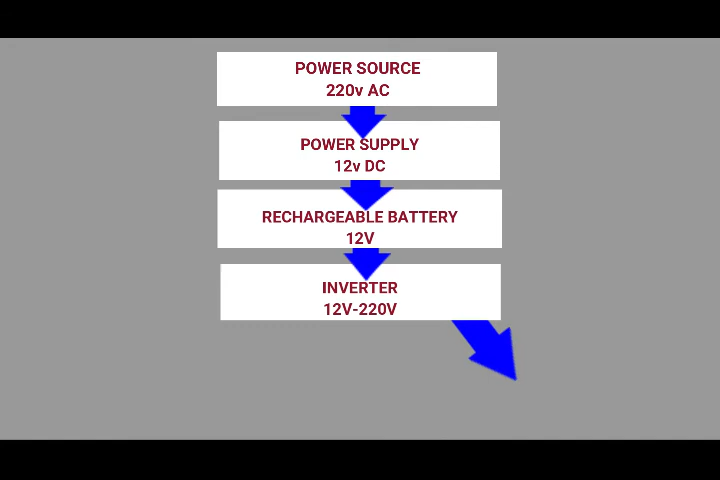 POWER SOURCE
220v AC
POWER SUPPLY
12v DC
RECHARGEABLE BATTERY
12V
INVERTER
12V-220V